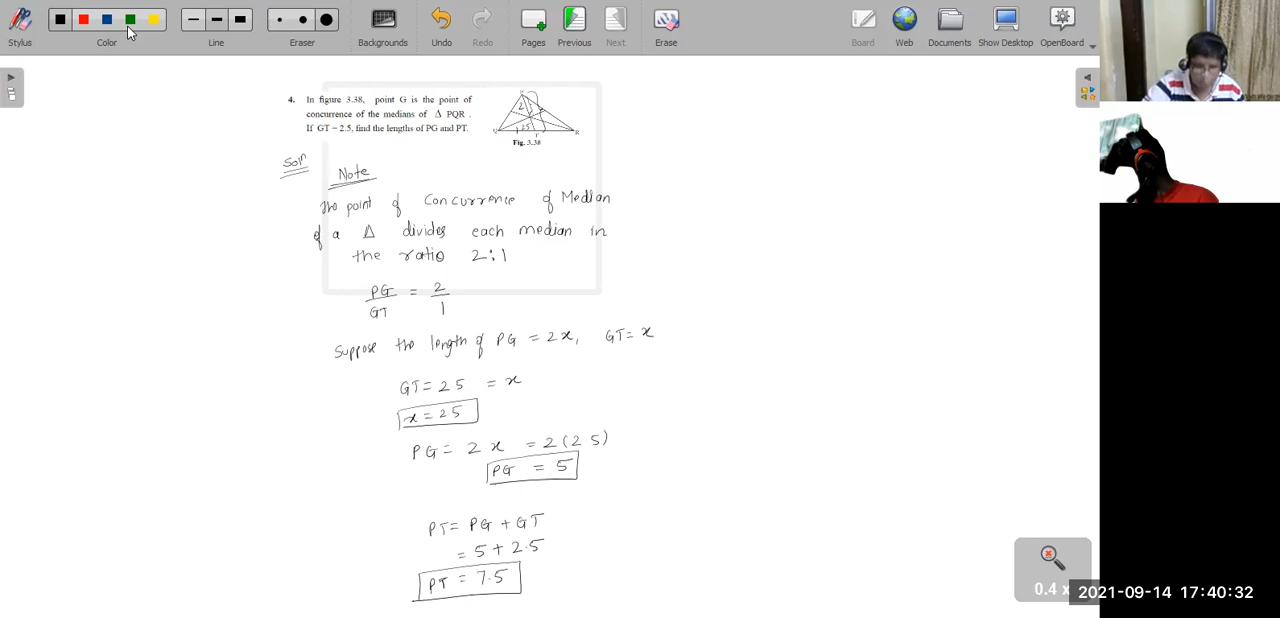 Stylus
Color
Line
Eraser
Backgrounds
Undo
Redo
Pages
Previous
Next
Erase
Board
Web
Documents
Show Desktop
OpenBoard
4. In figure 3.38, point G is the point of
concurrence of the medians of Δ PQR .
If GT = 2.5, find the lengths of PG and PT.
Q
T
R
Fig. 3.38
Soln
Note
The point of Concurrence of Median
of a Δ divides each median in
the ratio 2:1
PG/GT = 2/1
Suppose the length of PG = 2x, GT = x
GT = 2 5 = x
x = 2 5
PG = 2 x = 2 (2 5)
PG = 5
PT = PG + GT
= 5 + 2.5
PT = 7.5
0.4 x
2021-09-14 17:40:32